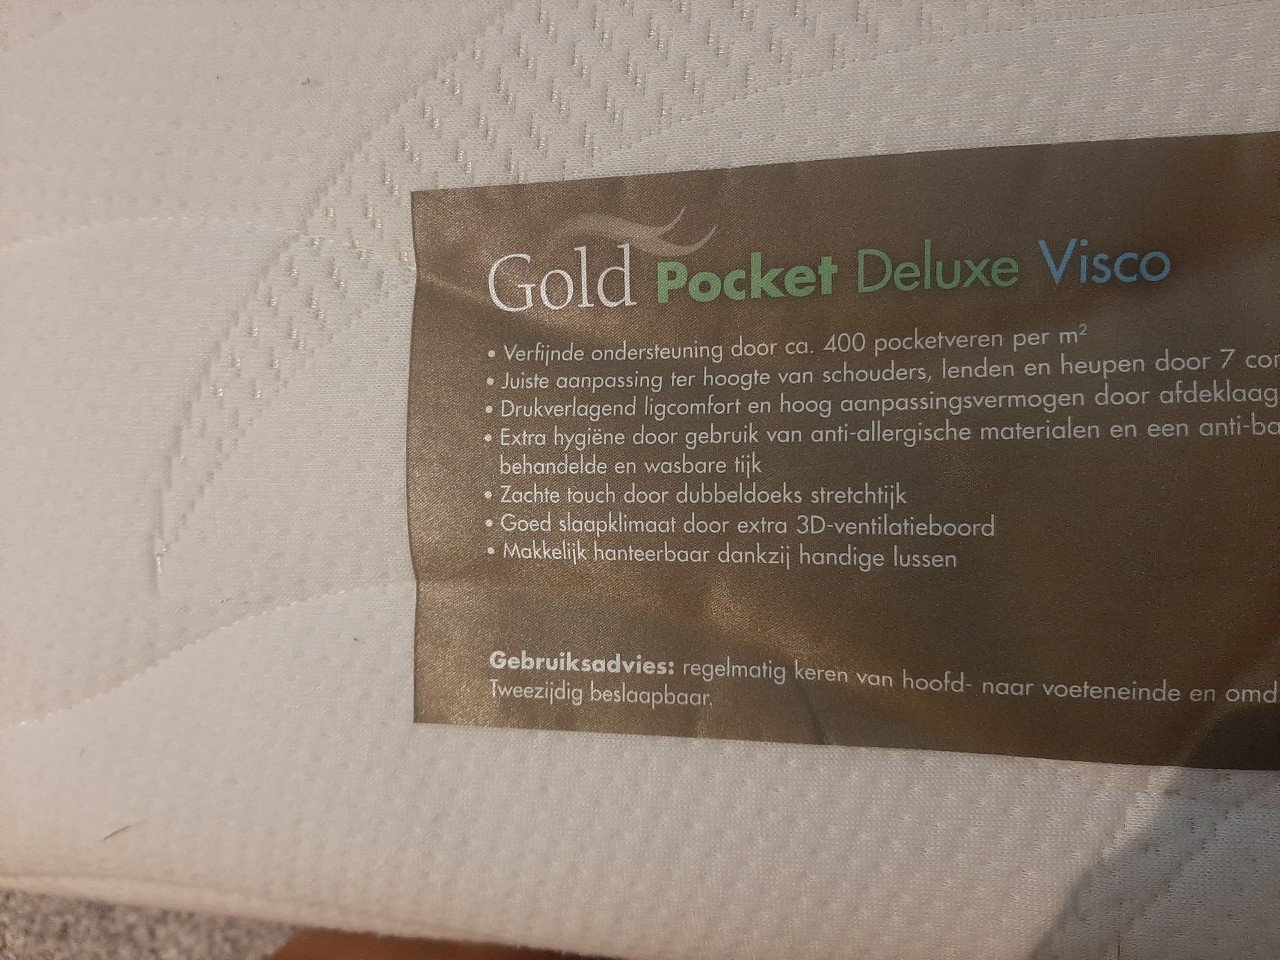 Gold Pocket Deluxe Visco
• Verfijnde ondersteuning door ca. 400 pocketveren per m²
• Juiste aanpassing ter hoogte van schouders, lenden en heupen door 7
• Drukverlagend ligcomfort en hoog aanpassingsvermogen door afdeklaag
• Extra hygiëne door gebruik van anti-allergische materialen en een
behandelde en wasbare tijk
• Zachte touch door dubbeldoeks stretchtijk
• Goed slaapklimaat door extra 3D-ventilatieboord
• Makkelijk hanteerbaar dankzij handige lussen
Gebruiksadvies: regelmatig keren van hoofd- naar voeteneinde en
Tweezijdig beslaapbaar.